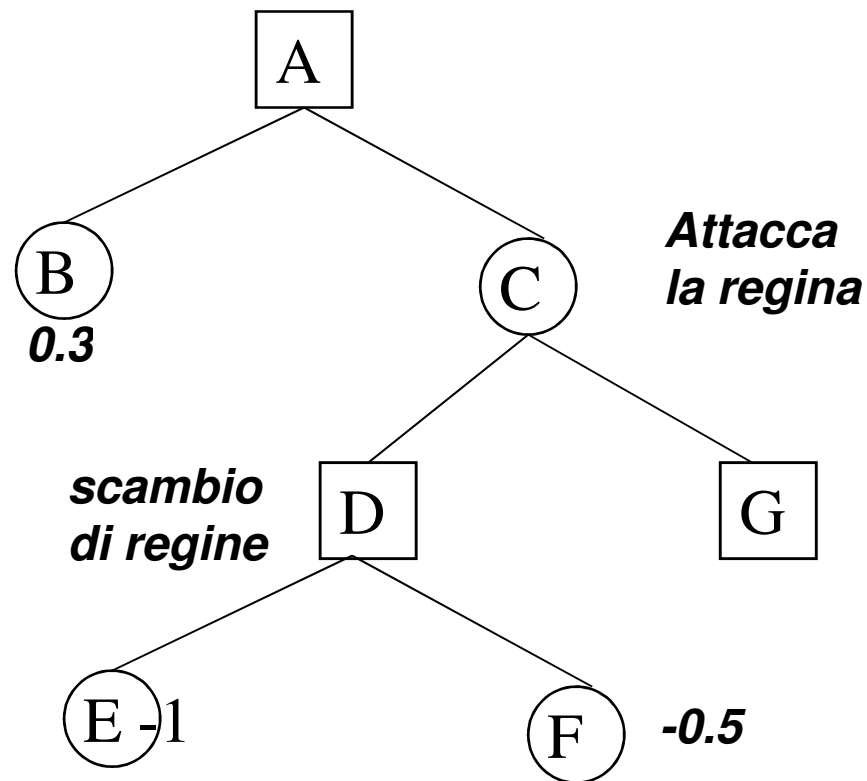 A
B
0.3
C
Attacca
la regina
scambio
di regine
D
G
E -1
F
-0.5